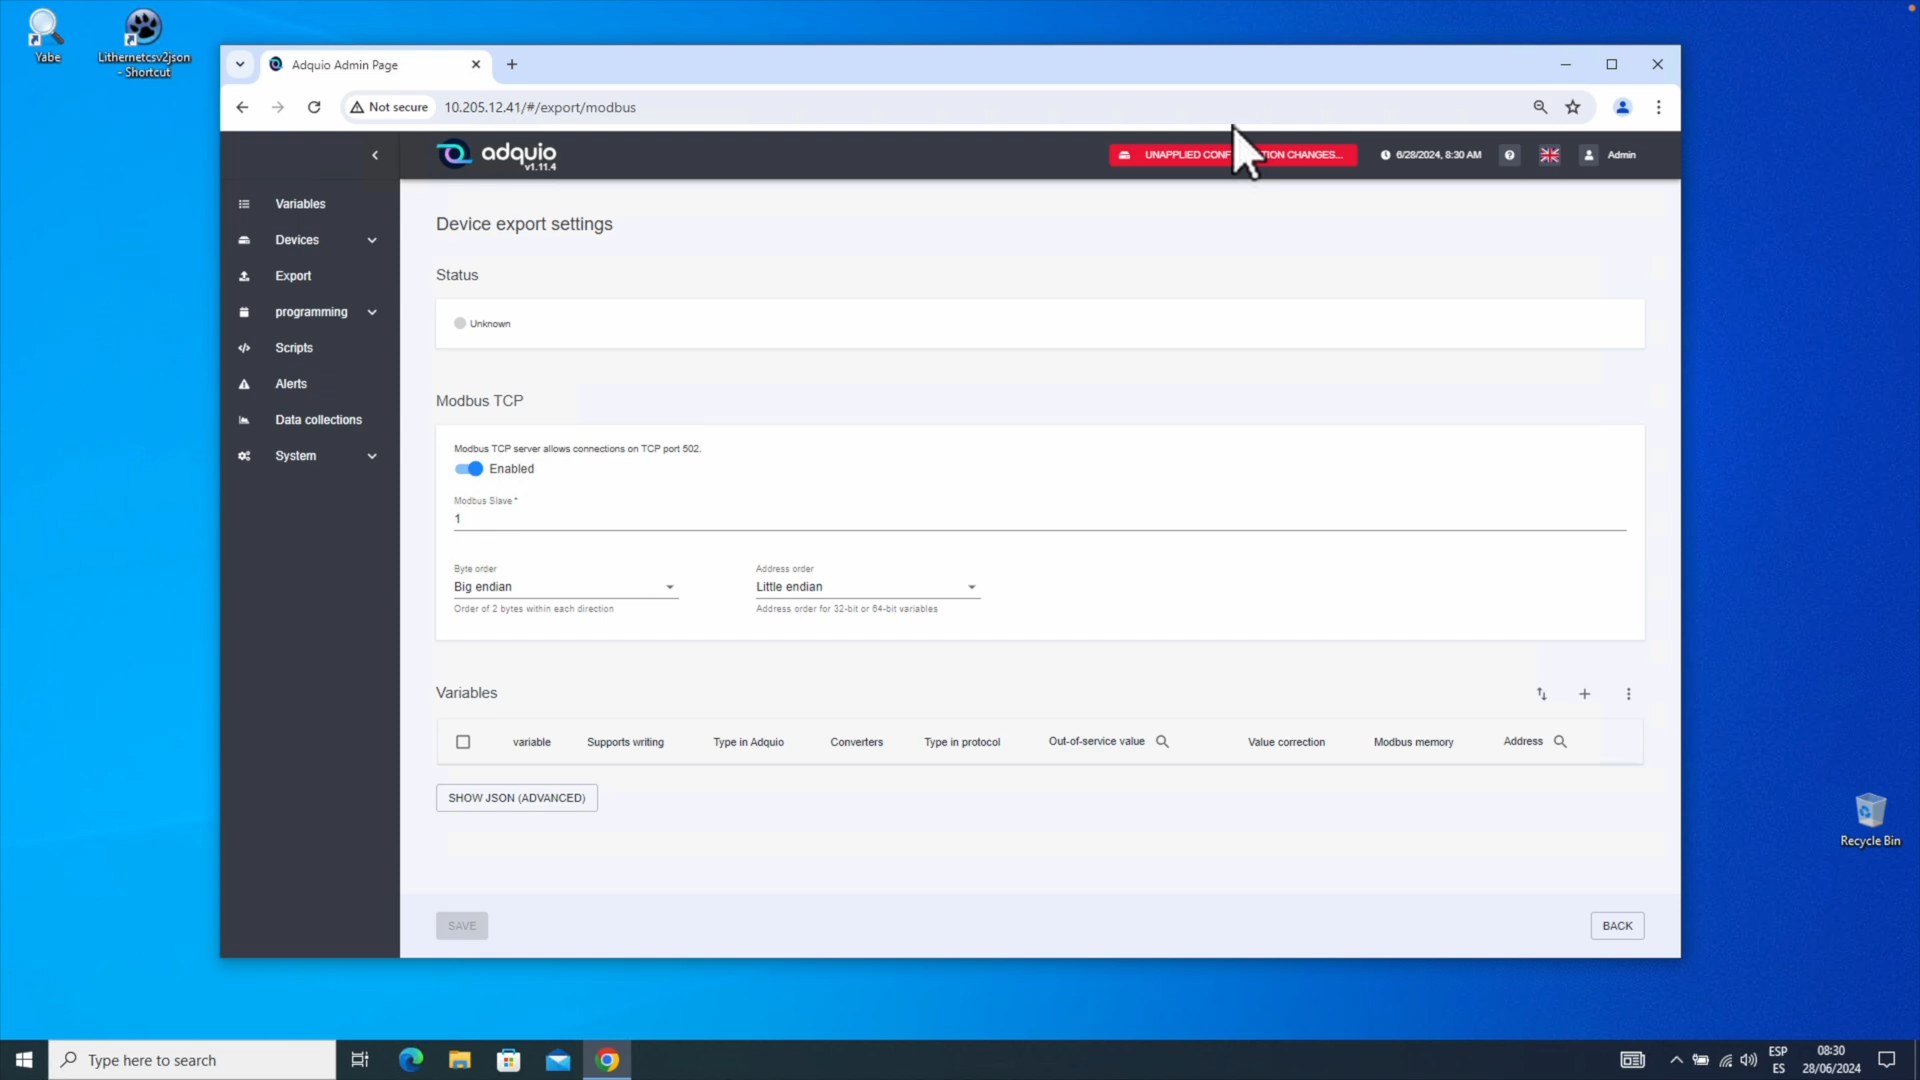 Yabe
Lithernetcsv2json
- Shortcut
Adquio Admin Page
Not secure
10.205.12.41/#/export/modbus
adquio
v1.11.4
UNAPPLIED CONF TION CHANGES...
6/28/2024, 8:30 AM
Admin
Variables
Devices
Export
programming
Scripts
Alerts
Data collections
System
Device export settings
Status
Unknown
Modbus TCP
Modbus TCP server allows connections on TCP port 502.
Enabled
Modbus Slave *
1
Byte order
Big endian
Order of 2 bytes within each direction
Address order
Little endian
Address order for 32-bit or 64-bit variables
Variables
variable Supports writing Type in Adquio Converters Type in protocol Out-of-service value Value correction Modbus memory Address
SHOW JSON (ADVANCED)
SAVE
BACK
Recycle Bin
Type here to search
ESP
ES
08:30
28/06/2024